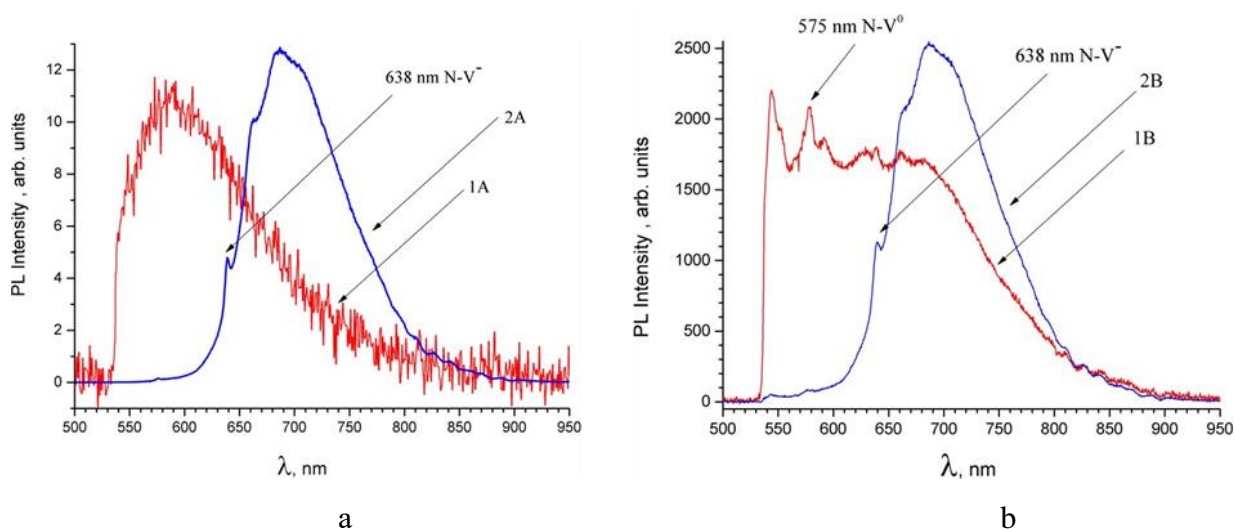 12
10
8
6
4
2
0
PL Intensity , arb. units
638 nm N-V⁻
2A
1A
500 550 600 650 700 750 800 850 900 950
λ, nm
a
2500
2000
1500
1000
500
0
PL Intensity , arb. units
575 nm N-V⁰
638 nm N-V⁻
2B
1B
500 550 600 650 700 750 800 850 900 950
λ, nm
b